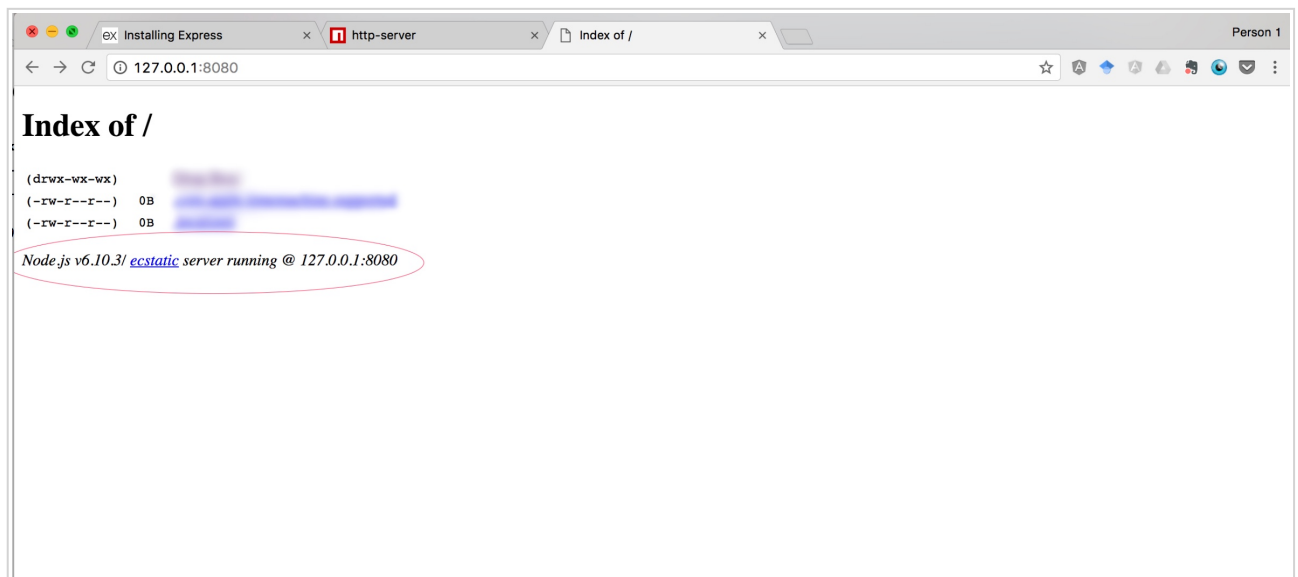 Installing Express
http-server
Index of /
Person 1
127.0.0.1:8080
Index of /
(drwx-wx-wx)
(-rw-r--r--) 0B
(-rw-r--r--) 0B
Node.js v6.10.3/ ecstatic server running @ 127.0.0.1:8080